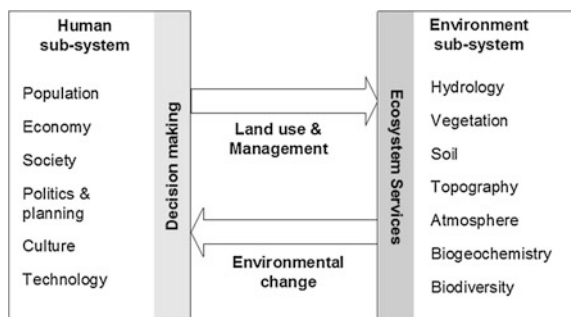 Human
sub-system
Population
Economy
Society
Politics &
planning
Culture
Technology
Decision making
Land use &
Management
Environmental
change
Ecosystem Services
Environment
sub-system
Hydrology
Vegetation
Soil
Topography
Atmosphere
Biogeochemistry
Biodiversity